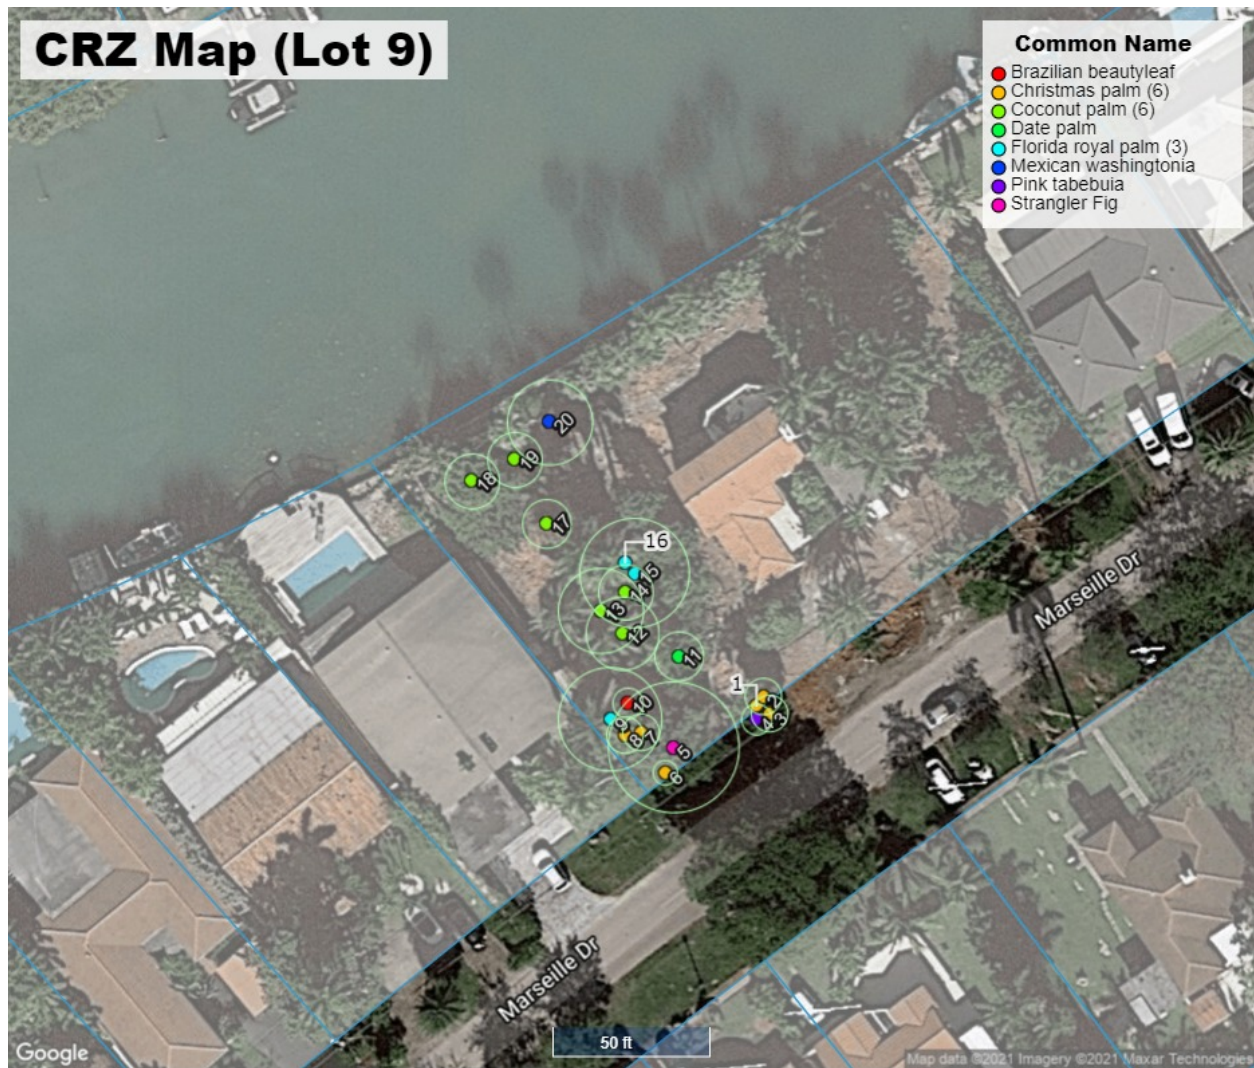 CRZ Map (Lot 9)
Common Name
Brazilian beautyleaf
Christmas palm (6)
Coconut palm (6)
Date palm
Florida royal palm (3)
Mexican washingtonia
Pink tabebuia
Strangler Fig
20
19
18
17
16
15
14
13
12
11
1
2
3
4
10
9
8
7
5
6
Marseille Dr
Marseille Dr
50 ft
Google
Map data ©2021 Imagery ©2021 Maxar Technologies